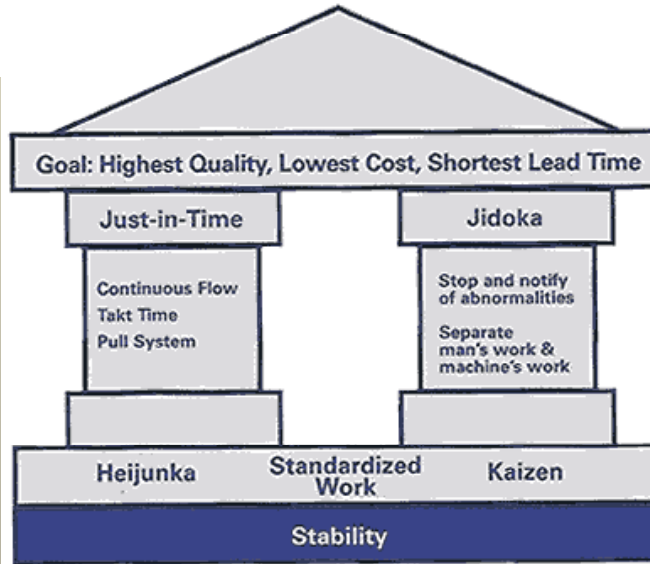 Goal: Highest Quality, Lowest Cost, Shortest Lead Time
Just-in-Time
Continuous Flow
Takt Time
Pull System
Jidoka
Stop and notify
of abnormalities
Separate
man's work &
machine's work
Heijunka
Standardized
Work
Kaizen
Stability